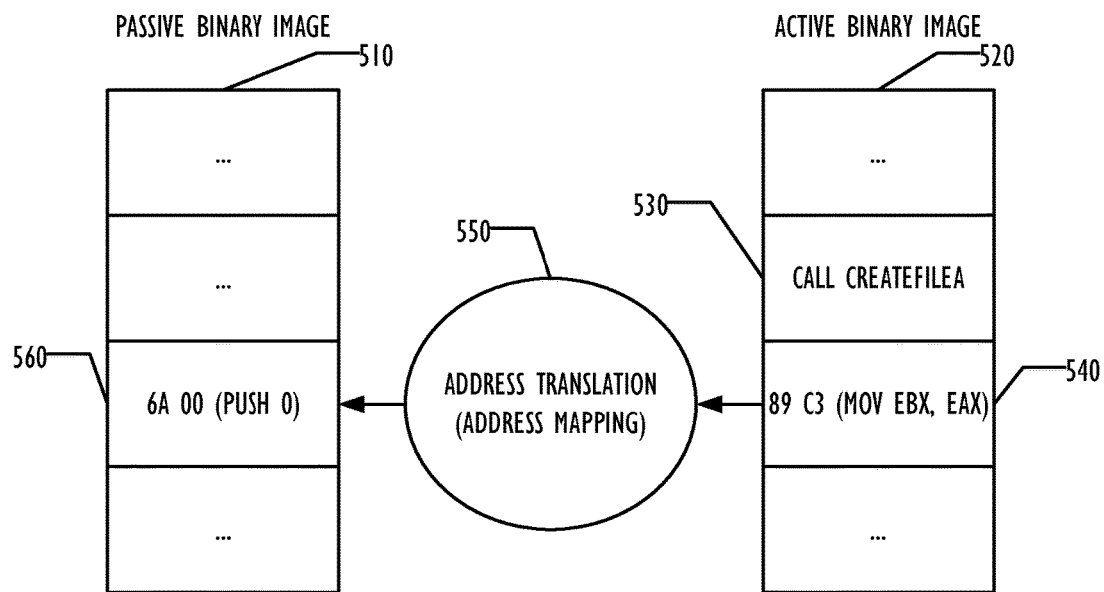 PASSIVE BINARY IMAGE
ACTIVE BINARY IMAGE
510
520
...
...
530
550
...
CALL CREATEFILEA
560
540
6A 00 (PUSH 0)
ADDRESS TRANSLATION
(ADDRESS MAPPING)
89 C3 (MOV EBX, EAX)
...
...